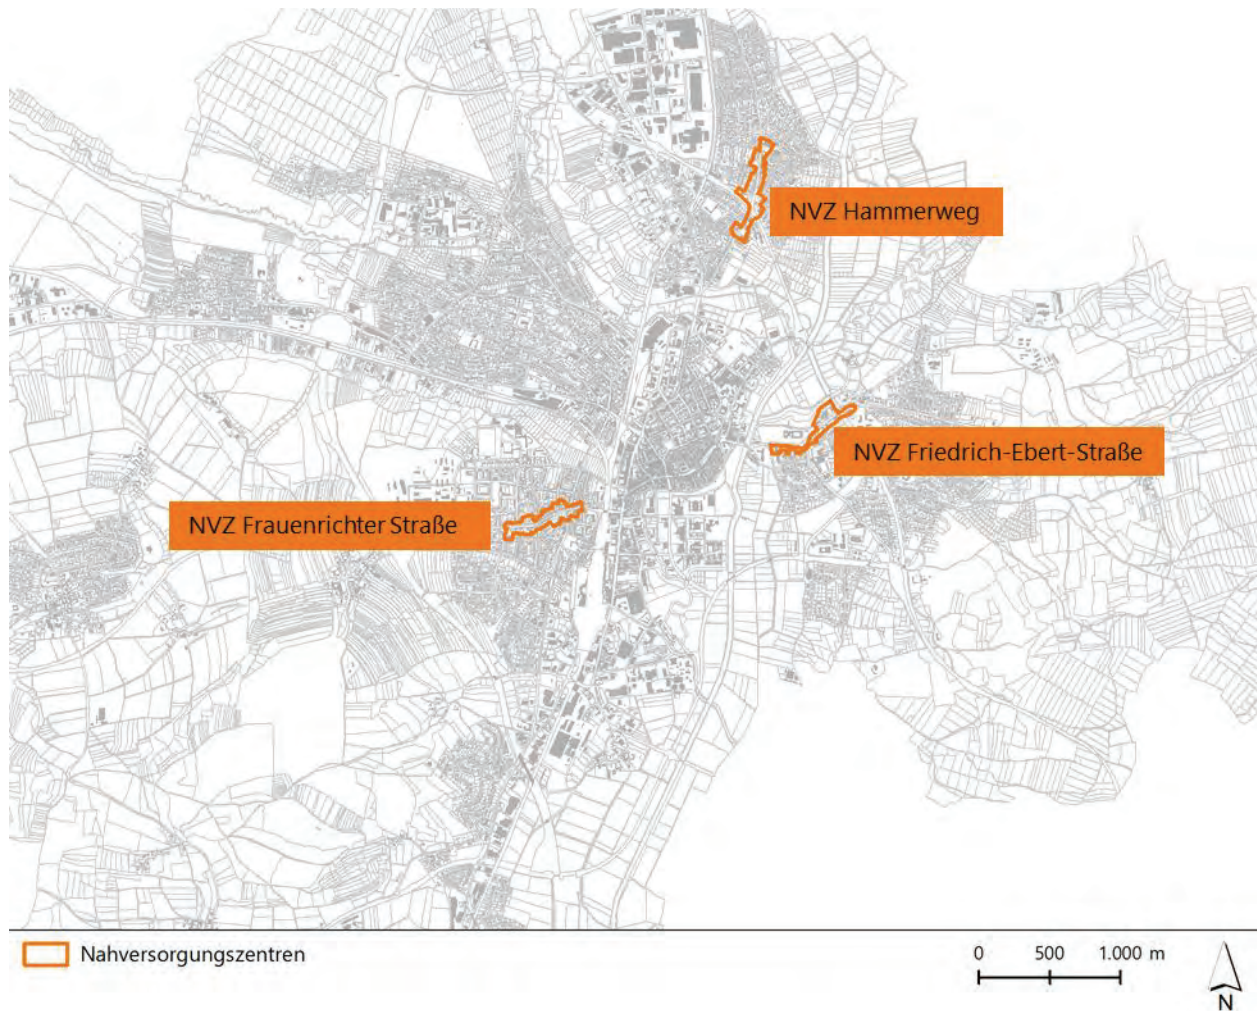 NVZ Hammerweg
NVZ Friedrich-Ebert-Straße
NVZ Frauenrichter Straße
Nahversorgungszentren
0 500 1.000 m
N